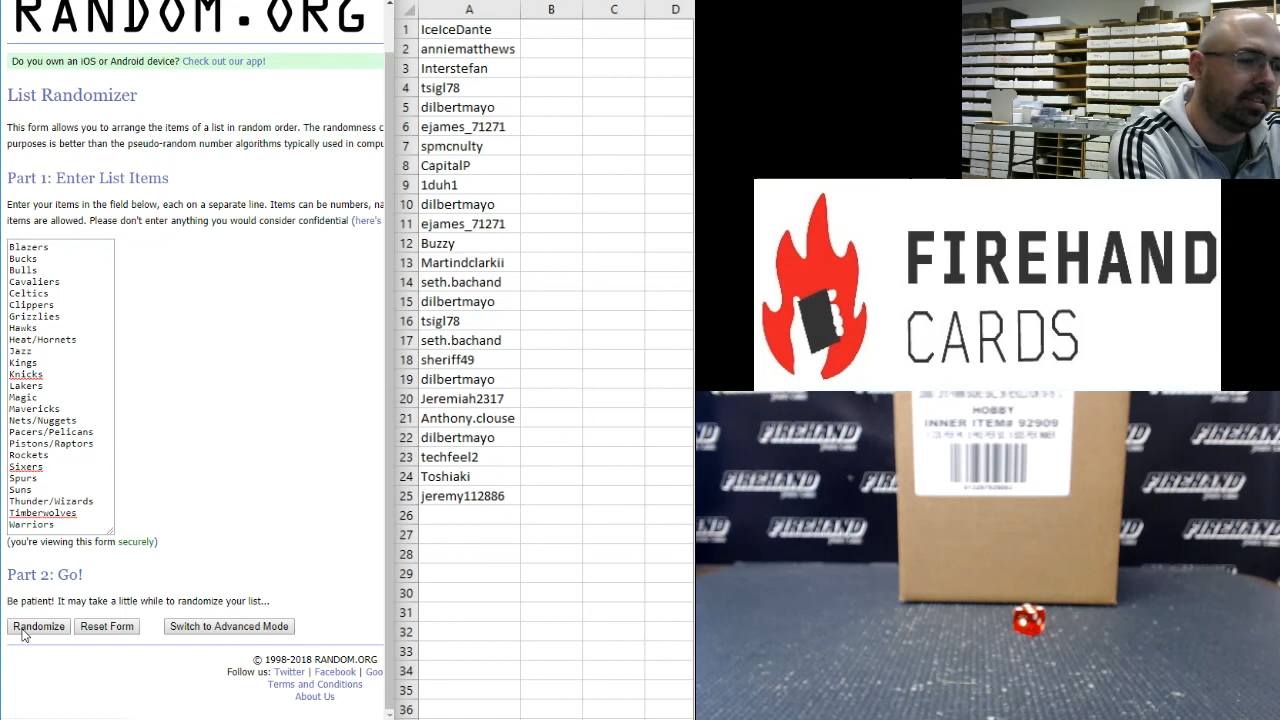 RANDOM.ORG
Do you own an iOS or Android device? Check out our app!
List Randomizer
This form allows you to arrange the items of a list in random order. The randomness c
purposes is better than the pseudo-random number algorithms typically used in compu
Part 1: Enter List Items
Enter your items in the field below, each on a separate line. Items can be numbers, na
items are allowed. Please don't enter anything you would consider confidential (here's
Blazers
Bucks
Bulls
Cavaliers
Celtics
Clippers
Grizzlies
Hawks
Heat/Hornets
Jazz
Kings
Knicks
Lakers
Magic
Mavericks
Nets/Nuggets
Pacers/Pelicans
Pistons/Raptors
Rockets
Sixers
Spurs
Suns
Thunder/Wizards
Timberwolves
Warriors
(you're viewing this form securely)
Part 2: Go!
Be patient! It may take a little while to randomize your list...
Randomize Reset Form Switch to Advanced Mode
© 1998-2018 RANDOM.ORG
Follow us: Twitter | Facebook | Goo
Terms and Conditions
About Us
A B C D
1 IceIceDante
2 anniematthews
3 Interstefan
4 tsigl78
5 dilbertmayo
6 ejames_71271
7 spmcnulty
8 CapitalP
9 1duh1
10 dilbertmayo
11 ejames_71271
12 Buzzy
13 Martindclarkii
14 seth.bachand
15 dilbertmayo
16 tsigl78
17 seth.bachand
18 sheriff49
19 dilbertmayo
20 Jeremiah2317
21 Anthony.clouse
22 dilbertmayo
23 techfeel2
24 Toshiaki
25 jeremy112886
26
27
28
29
30
31
32
33
34
35
36
FIREHAND
CARDS
HOBBY
INNER ITEM# 92909
FIREHAND
FIREHAND
FIREHAND
FIREHAND
FIREHAND
FIREHAND